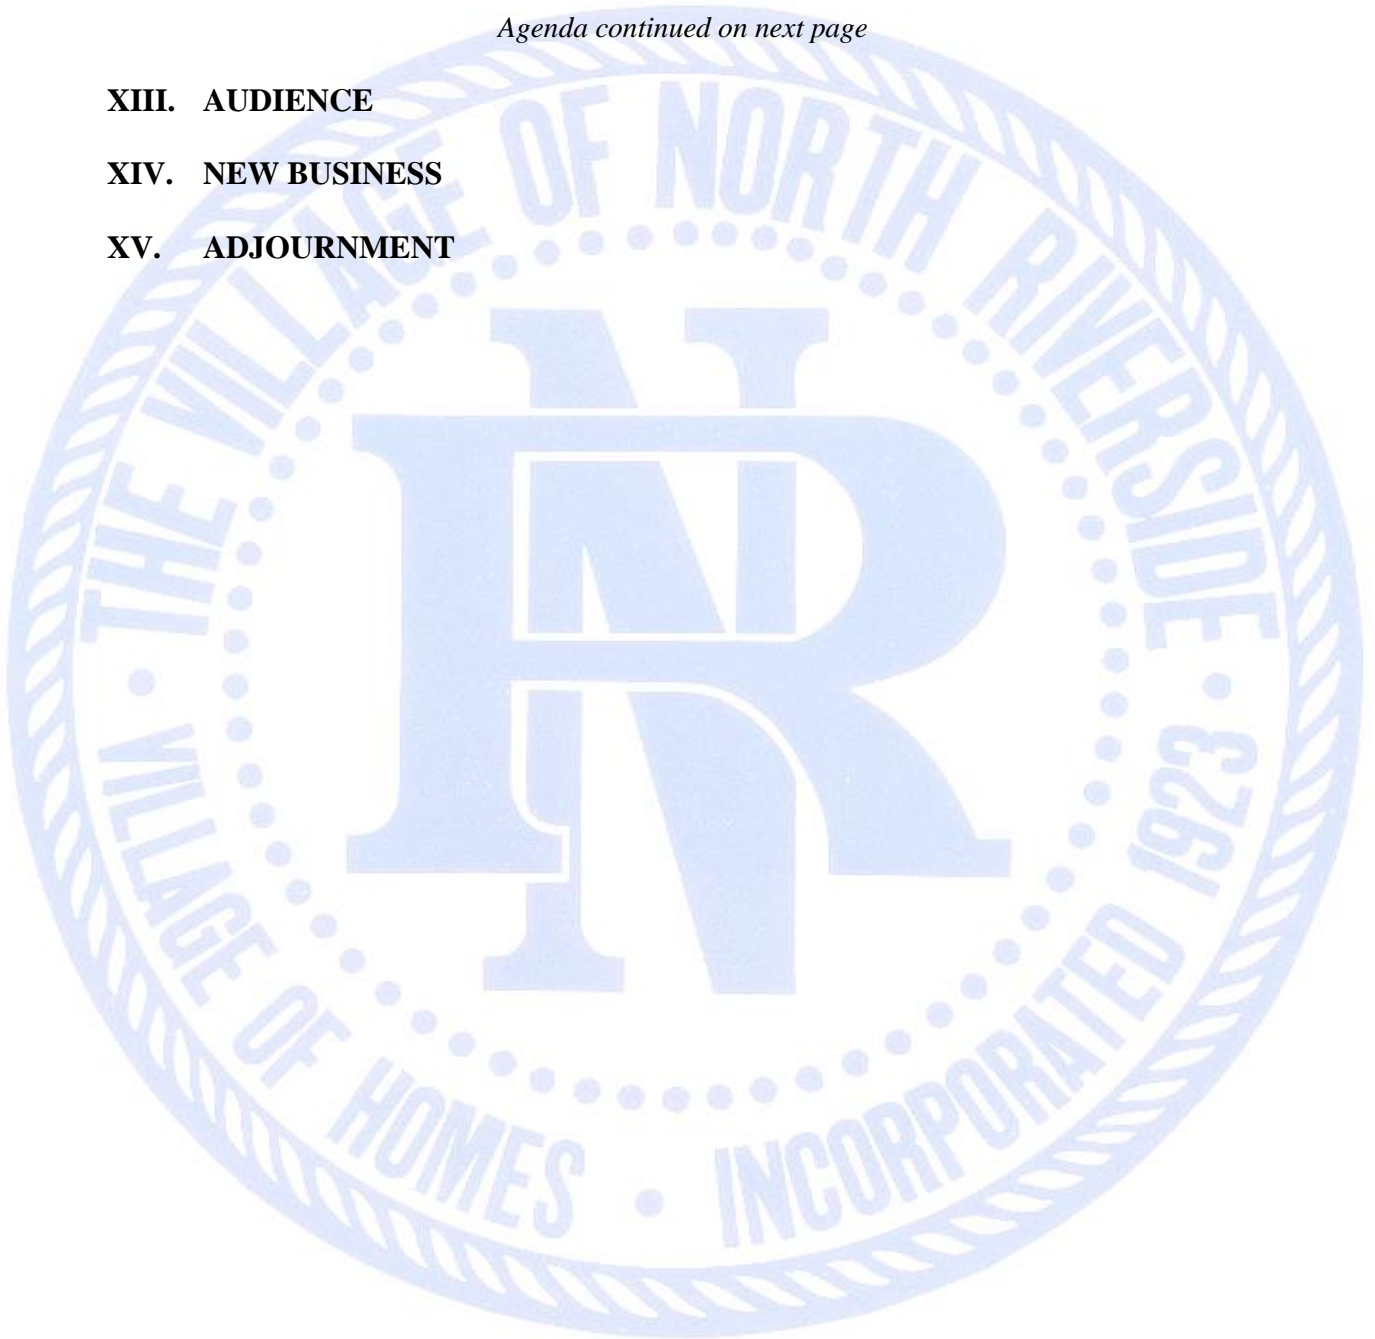 Agenda continued on next page
XIII. AUDIENCE
XIV. NEW BUSINESS
XV. ADJOURNMENT
THE VILLAGE OF NORTH RIVERSIDE
NR
VILLAGE OF HOMES • INCORPORATED 1923